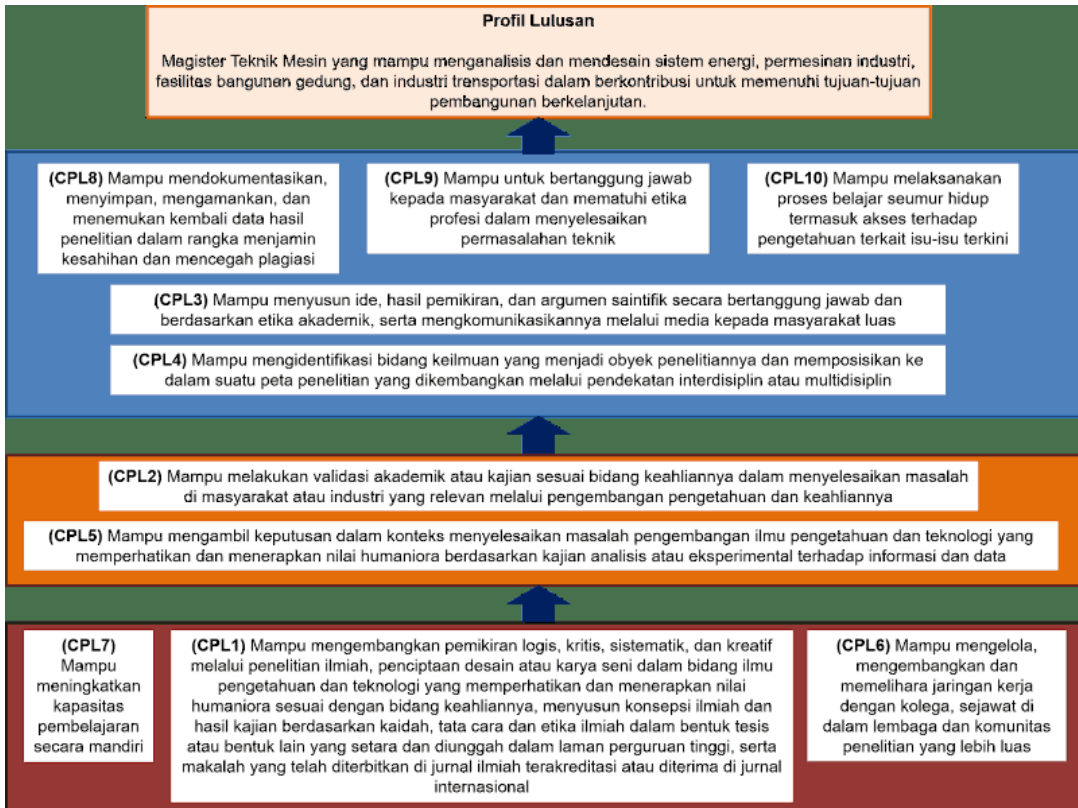 Profil Lulusan
Magister Teknik Mesin yang mampu menganalisis dan mendesain sistem energi, permesinan industri,
fasilitas bangunan gedung, dan industri transportasi dalam berkontribusi untuk memenuhi tujuan-tujuan
pembangunan berkelanjutan.
(CPL8) Mampu mendokumentasikan,
menyimpan, mengamankan, dan
menemukan kembali data hasil
penelitian dalam rangka menjamin
kesahihan dan mencegah plagiasi
(CPL9) Mampu untuk bertanggung jawab
kepada masyarakat dan mematuhi etika
profesi dalam menyelesaikan
permasalahan teknik
(CPL10) Mampu melaksanakan
proses belajar seumur hidup
termasuk akses terhadap
pengetahuan terkait isu-isu terkini
(CPL3) Mampu menyusun ide, hasil pemikiran, dan argumen saintifik secara bertanggung jawab dan
berdasarkan etika akademik, serta mengkomunikasikannya melalui media kepada masyarakat luas
(CPL4) Mampu mengidentifikasi bidang keilmuan yang menjadi obyek penelitiannya dan memposisikan ke
dalam suatu peta penelitian yang dikembangkan melalui pendekatan interdisiplin atau multidisiplin
(CPL2) Mampu melakukan validasi akademik atau kajian sesuai bidang keahliannya dalam menyelesaikan masalah
di masyarakat atau industri yang relevan melalui pengembangan pengetahuan dan keahliannya
(CPL5) Mampu mengambil keputusan dalam konteks menyelesaikan masalah pengembangan ilmu pengetahuan dan teknologi yang
memperhatikan dan menerapkan nilai humaniora berdasarkan kajian analisis atau eksperimental terhadap informasi dan data
(CPL7)
Mampu
meningkatkan
kapasitas
pembelajaran
secara mandiri
(CPL1) Mampu mengembangkan pemikiran logis, kritis, sistematik, dan kreatif
melalui penelitian ilmiah, penciptaan desain atau karya seni dalam bidang ilmu
pengetahuan dan teknologi yang memperhatikan dan menerapkan nilai
humaniora sesuai dengan bidang keahliannya, menyusun konsepsi ilmiah dan
hasil kajian berdasarkan kaidah, tata cara dan etika ilmiah dalam bentuk tesis
atau bentuk lain yang setara dan diunggah dalam laman perguruan tinggi, serta
makalah yang telah diterbitkan di jurnal ilmiah terakreditasi atau diterima di jurnal
internasional
(CPL6) Mampu mengelola,
mengembangkan dan
memelihara jaringan kerja
dengan kolega, sejawat di
dalam lembaga dan komunitas
penelitian yang lebih luas